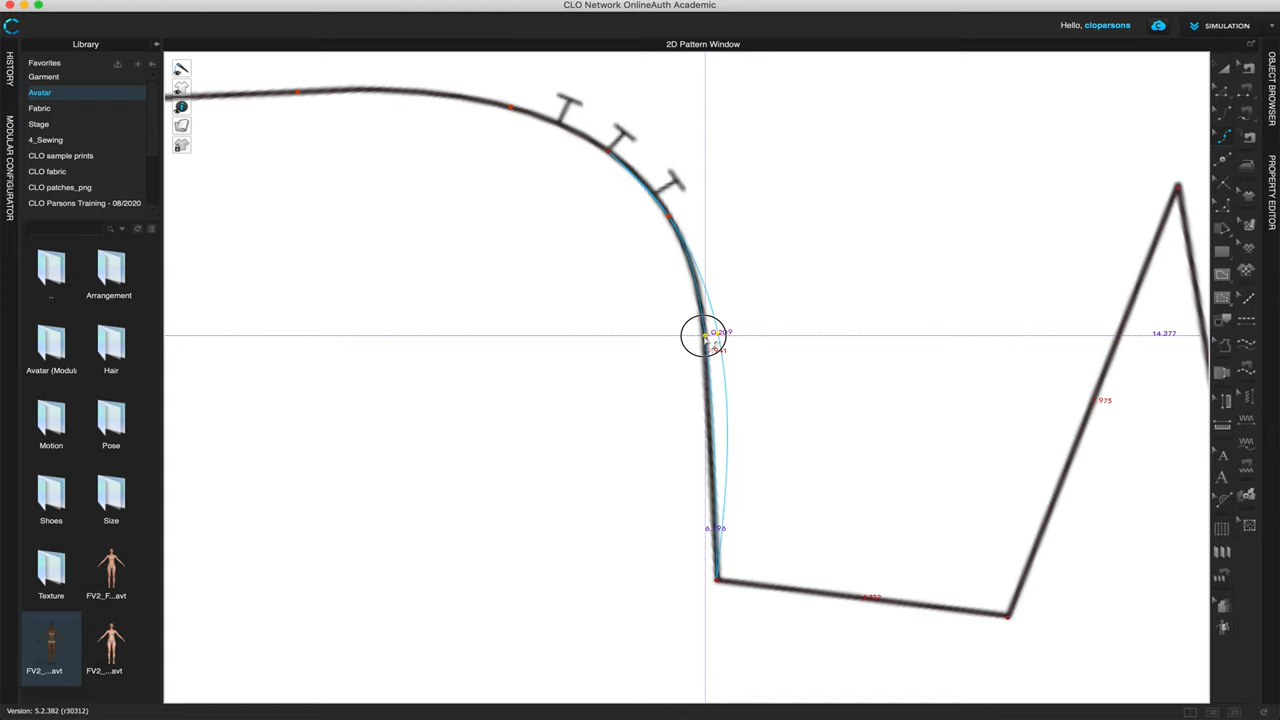 CLO Network OnlineAuth Academic
Hello, cloparsons
SIMULATION
Library
2D Pattern Window
HISTORY
MODULAR CONFIGURATOR
OBJECT BROWSER
PROPERTY EDITOR
Favorites
Garment
Avatar
Fabric
Stage
4_Sewing
CLO sample prints
CLO fabric
CLO patches_png
CLO Parsons Training - 08/2020
..
Arrangement
Avatar (Modula
Hair
Motion
Pose
Shoes
Size
Texture
FV2_F...avt
FV2_...avt
FV2_...avt
14.377
Version: 5.2.382 (r30312)